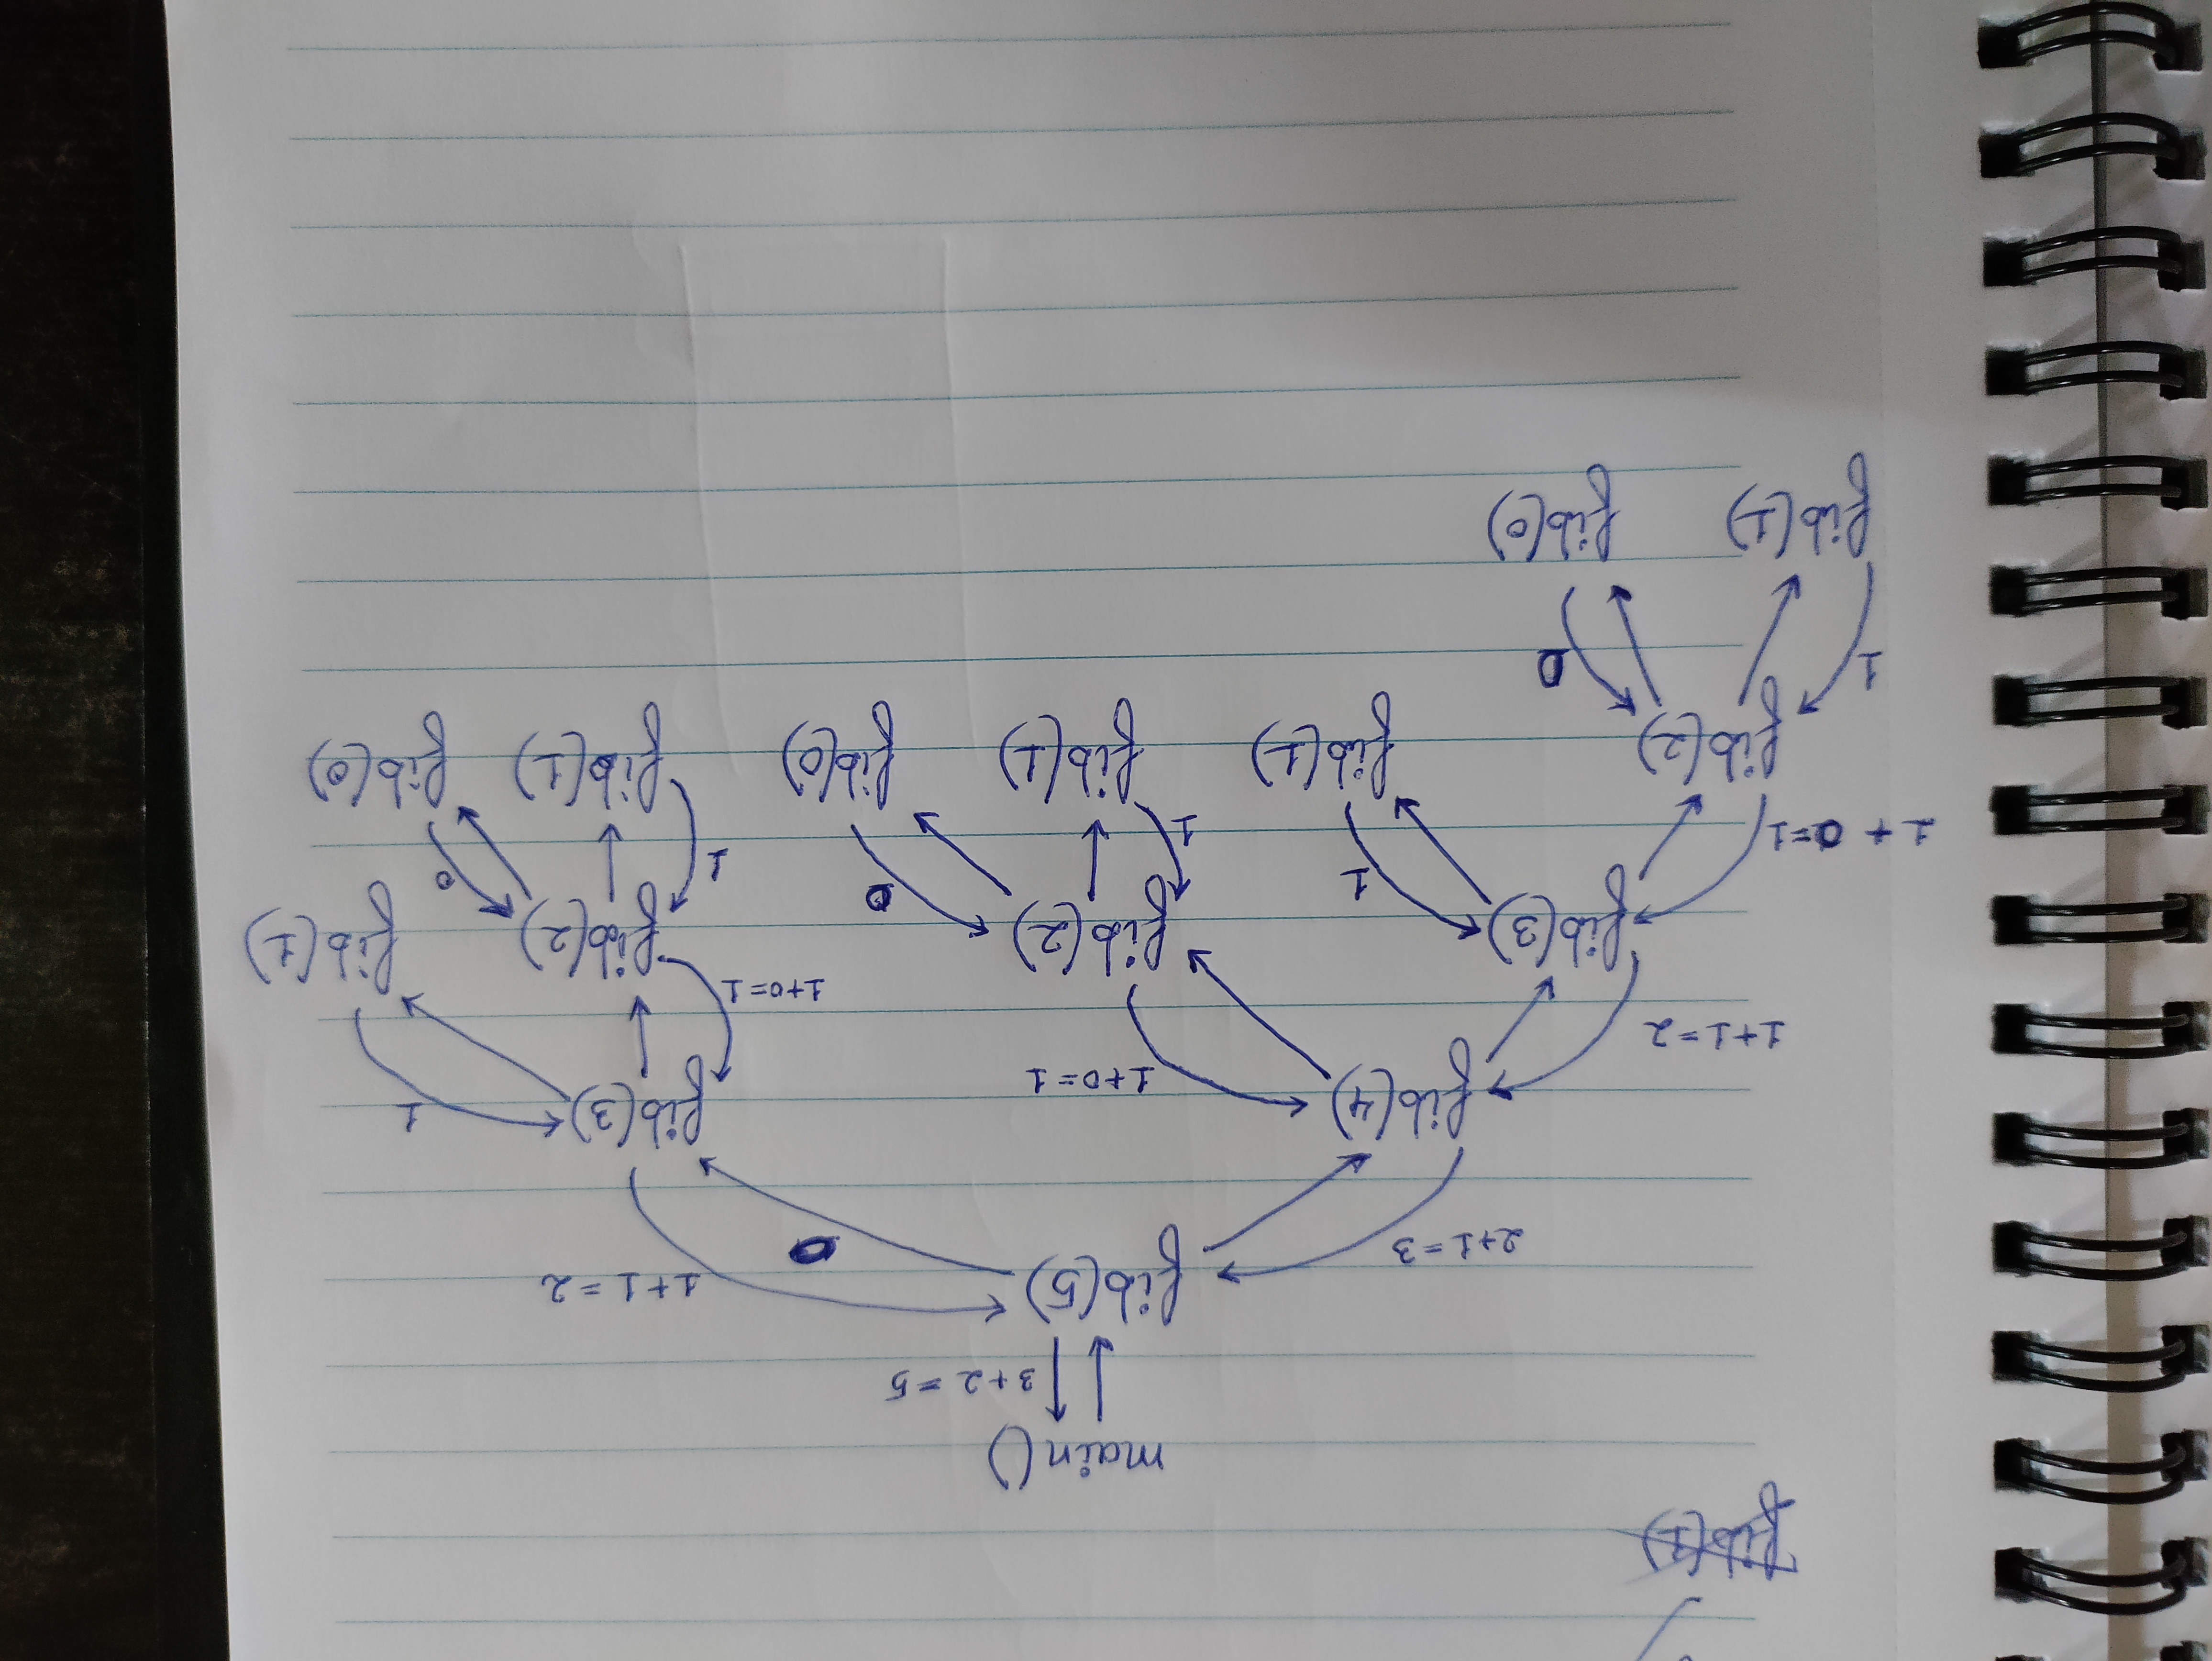 fib(1)
main()
3+2=5
fib(5)
1+1=2
2+1=3
0
fib(4)
fib(3)
1
1+0=1
1+1=2
1+0=1
fib(3)
fib(2)
fib(2)
fib(1)
1
0
1
0
1+0=1
1
fib(2)
fib(1)
fib(1)
fib(0)
fib(1)
fib(0)
1
0
fib(1)
fib(0)